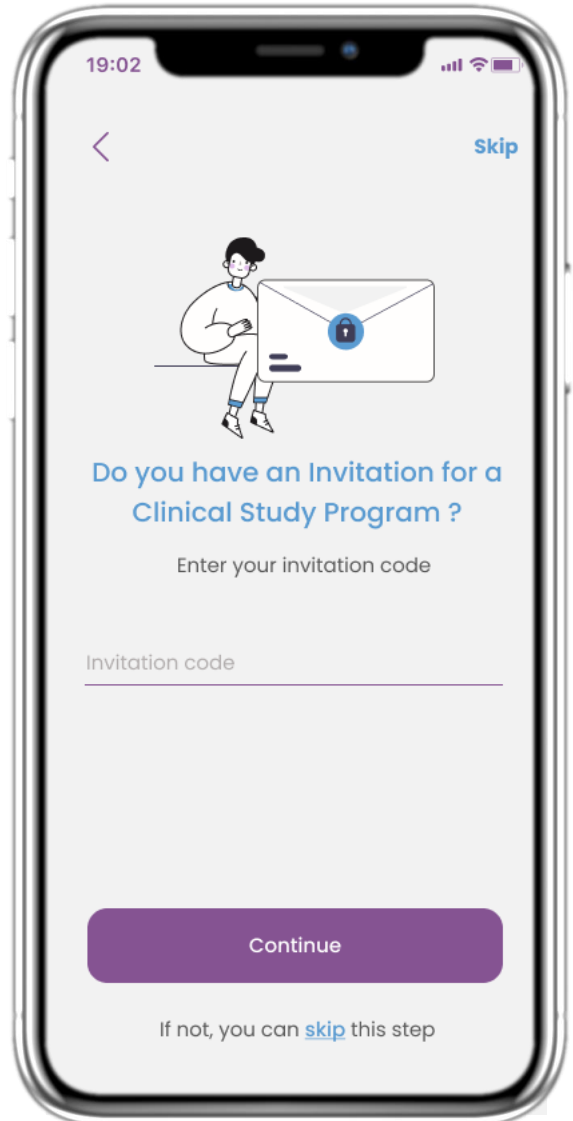 19:02
Skip
Do you have an Invitation for a
Clinical Study Program ?
Enter your invitation code
Invitation code
Continue
If not, you can skip this step